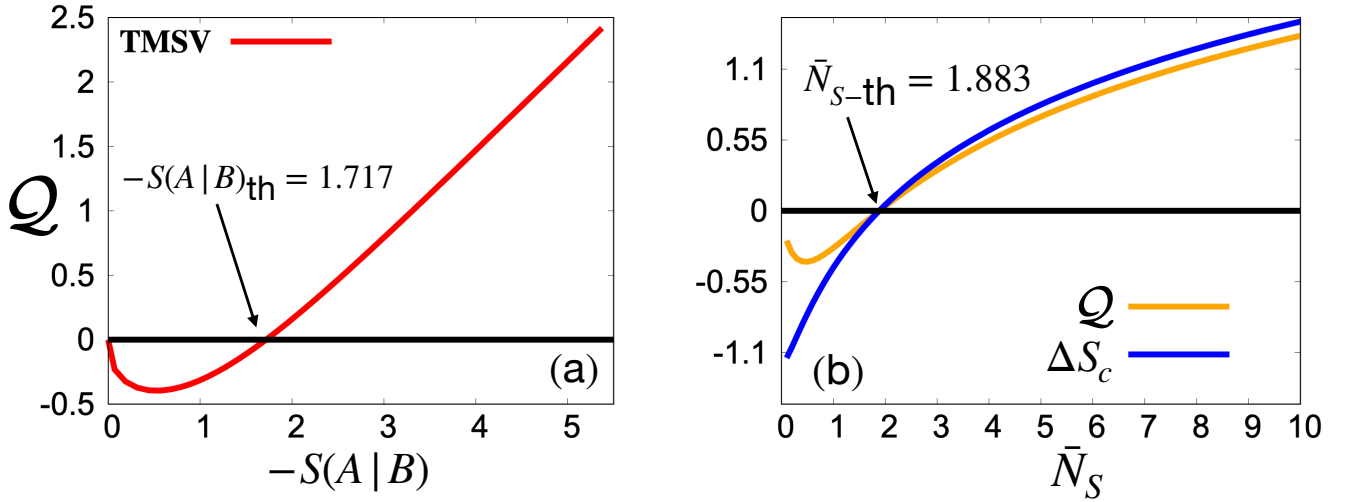 2.5
2
1.5
1
0.5
0
-0.5
𝒬
TMSV
−S(A|B)th = 1.717
(a)
0 1 2 3 4 5
−S(A|B)
1.1
0.55
0
-0.55
-1.1
N̄S−th = 1.883
𝒬
ΔSc
(b)
0 1 2 3 4 5 6 7 8 9 10
N̄S